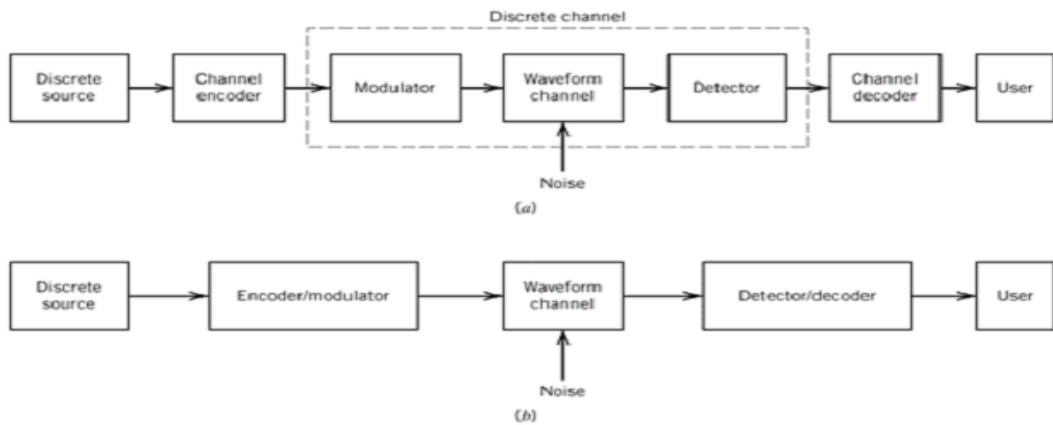 Discrete channel
Discrete
source
Channel
encoder
Modulator
Waveform
channel
Detector
Channel
decoder
User
Noise
(a)
Discrete
source
Encoder/modulator
Waveform
channel
Detector/decoder
User
Noise
(b)